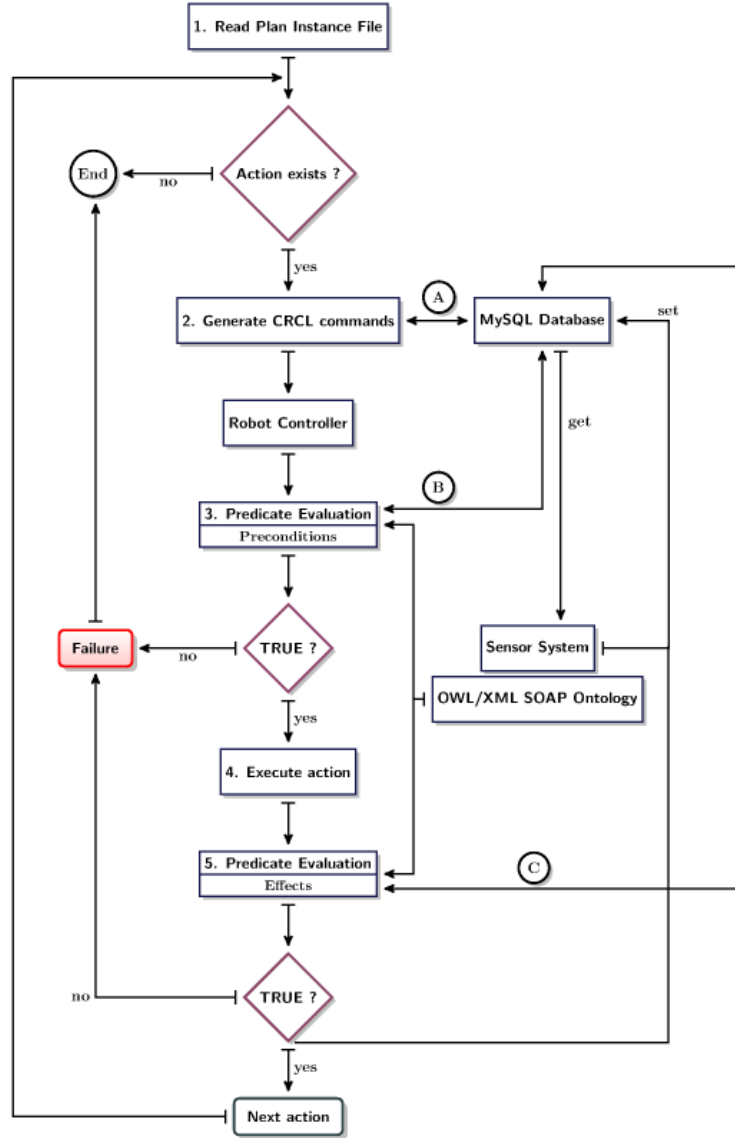 1. Read Plan Instance File
Action exists ?
End
no
yes
A
2. Generate CRCL commands
MySQL Database
set
Robot Controller
get
B
3. Predicate Evaluation
Preconditions
Failure
no
TRUE ?
Sensor System
OWL/XML SOAP Ontology
yes
4. Execute action
5. Predicate Evaluation
Effects
C
no
TRUE ?
yes
Next action